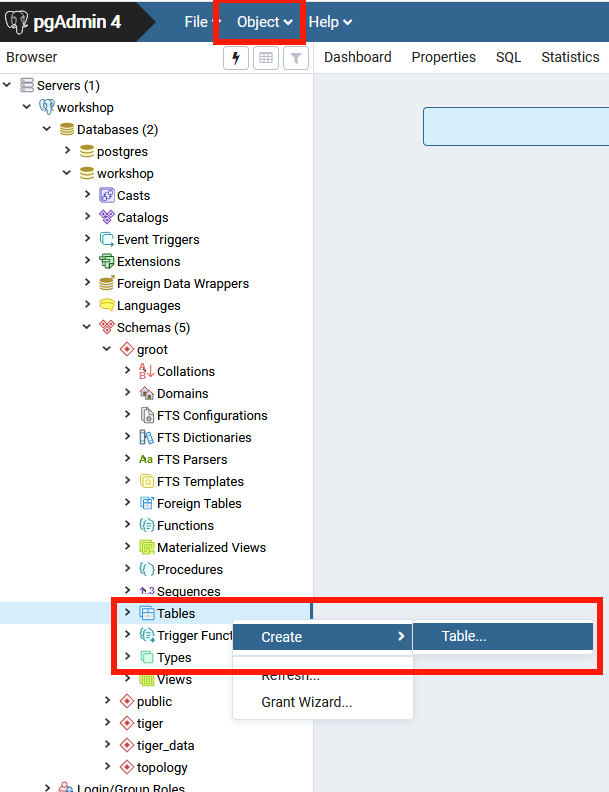 pgAdmin 4 File Object Help
Browser Dashboard Properties SQL Statistics
Servers (1)
workshop
Databases (2)
postgres
workshop
Casts
Catalogs
Event Triggers
Extensions
Foreign Data Wrappers
Languages
Schemas (5)
groot
Collations
Domains
FTS Configurations
FTS Dictionaries
Aa FTS Parsers
FTS Templates
Foreign Tables
Functions
Materialized Views
Procedures
1..3 Sequences
Tables
Trigger Funct Create Table...
Types
Views Refresh...
public Grant Wizard...
tiger
tiger_data
topology
Login/Group Roles